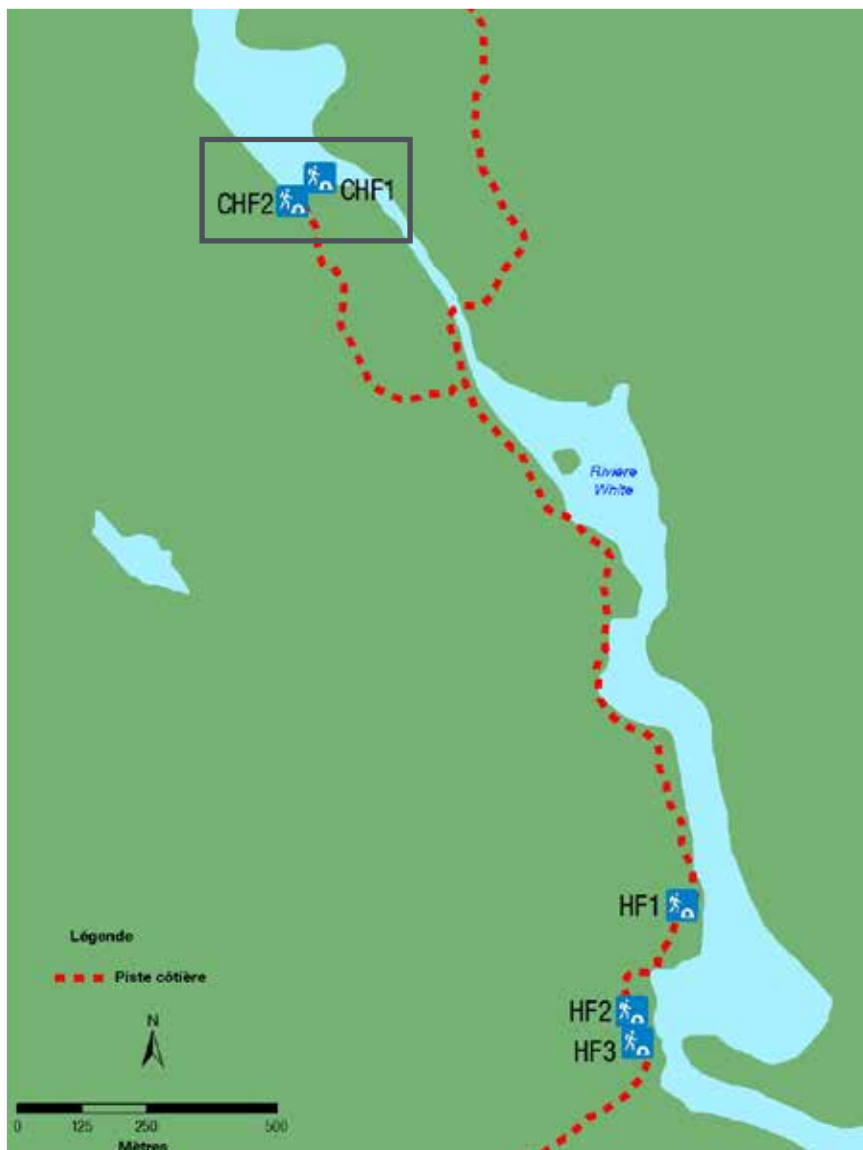 CHF1
CHF2
Rivière
White
HF1
Légende
Piste côtière
HF2
N
HF3
0 125 250 500
Mètres